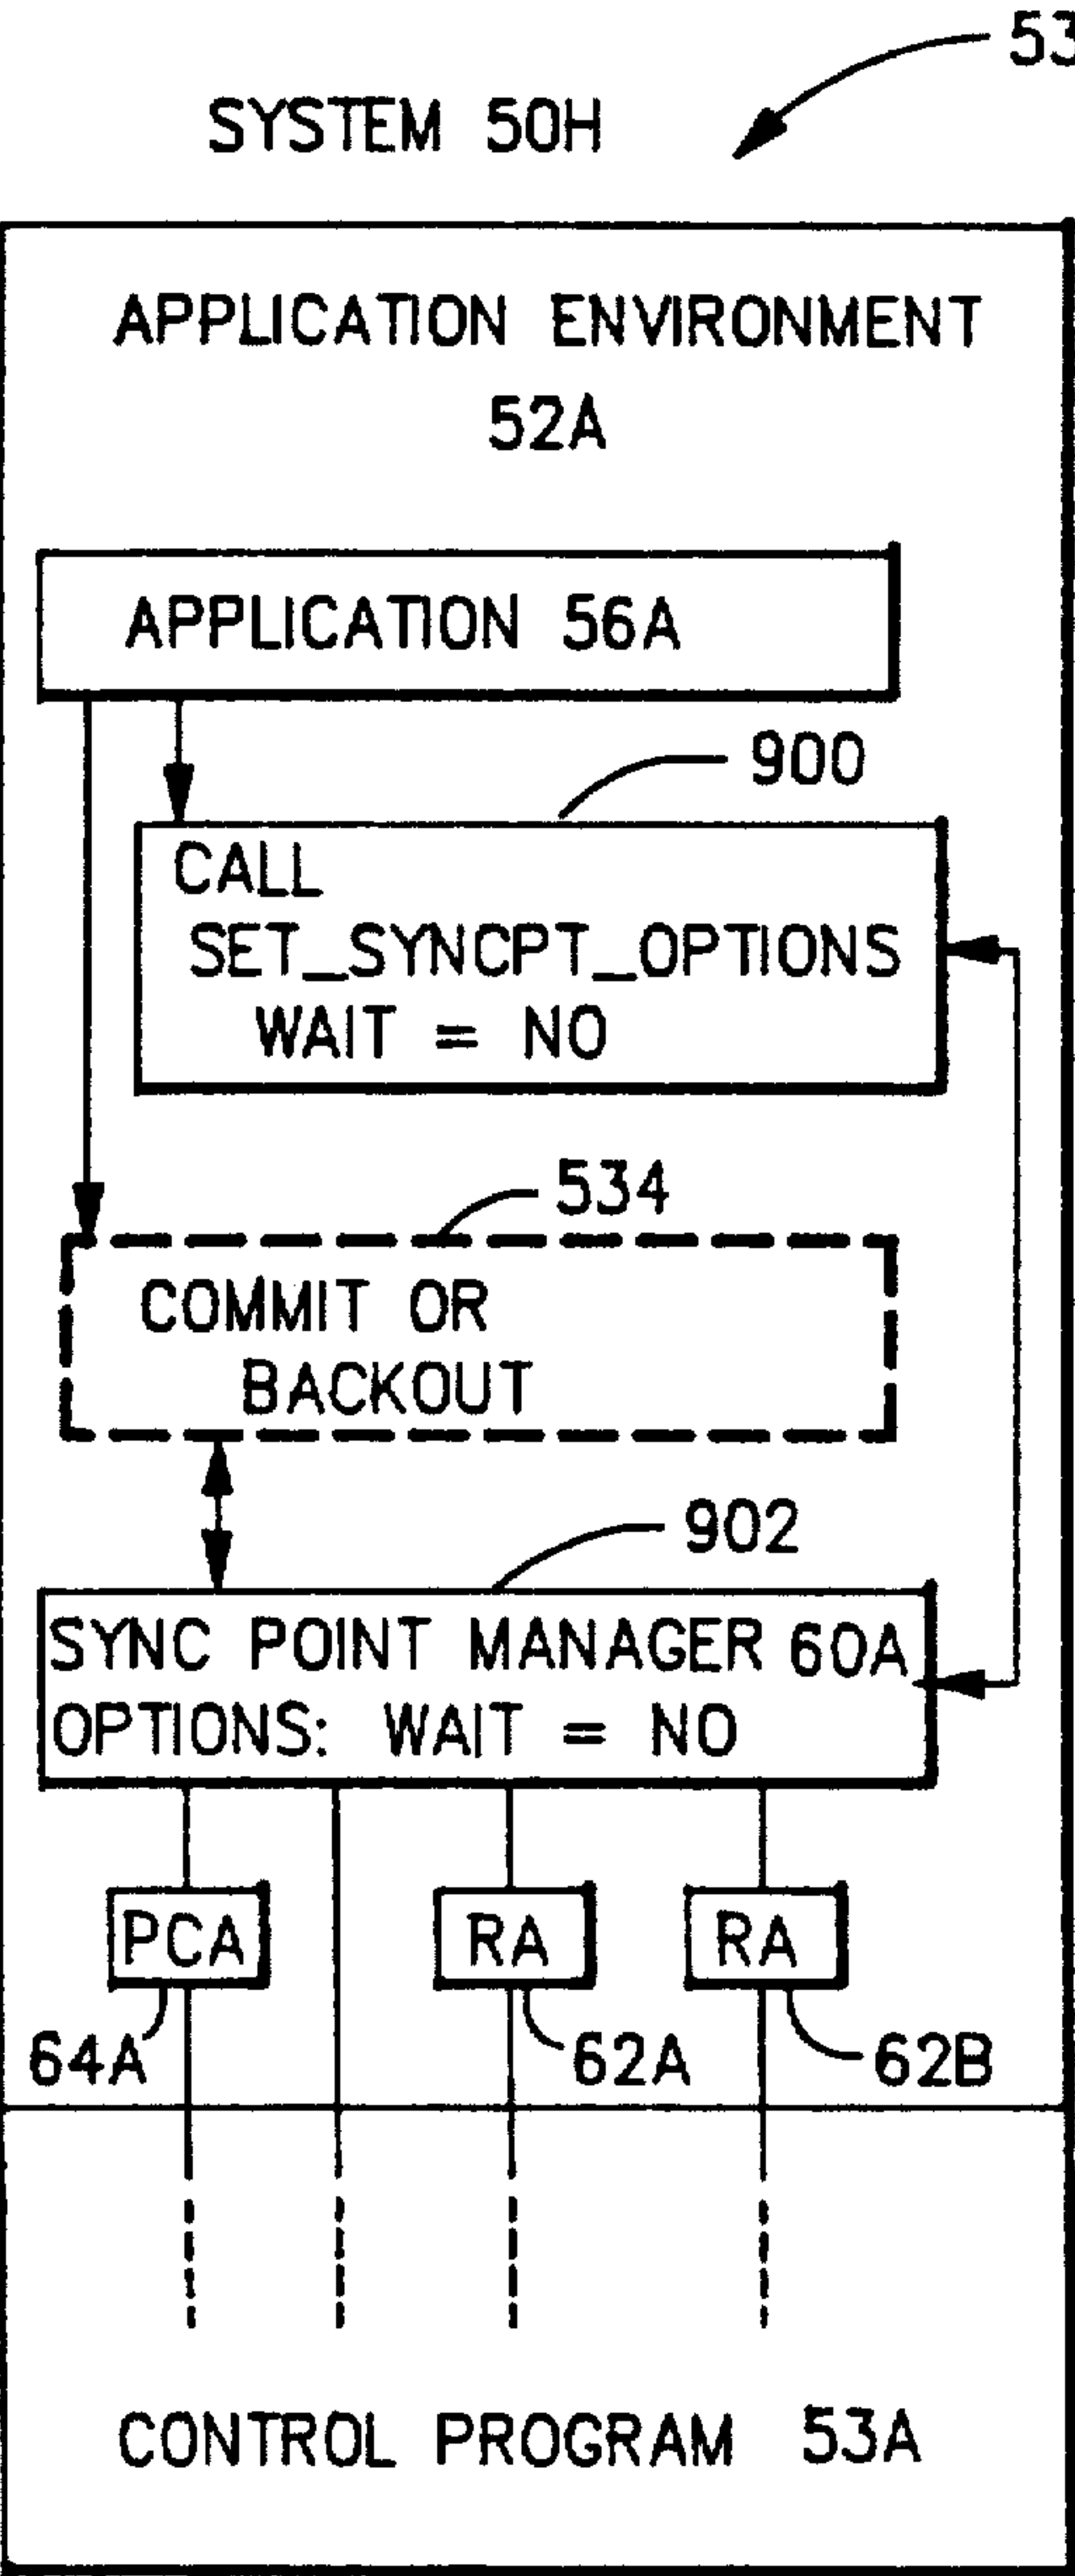 53
SYSTEM 50H
APPLICATION ENVIRONMENT
52A
APPLICATION 56A
900
CALL
SET_SYNCPT_OPTIONS
WAIT = NO
534
COMMIT OR
BACKOUT
902
SYNC POINT MANAGER 60A
OPTIONS: WAIT = NO
PCA RA RA
64A 62A 62B
CONTROL PROGRAM 53A